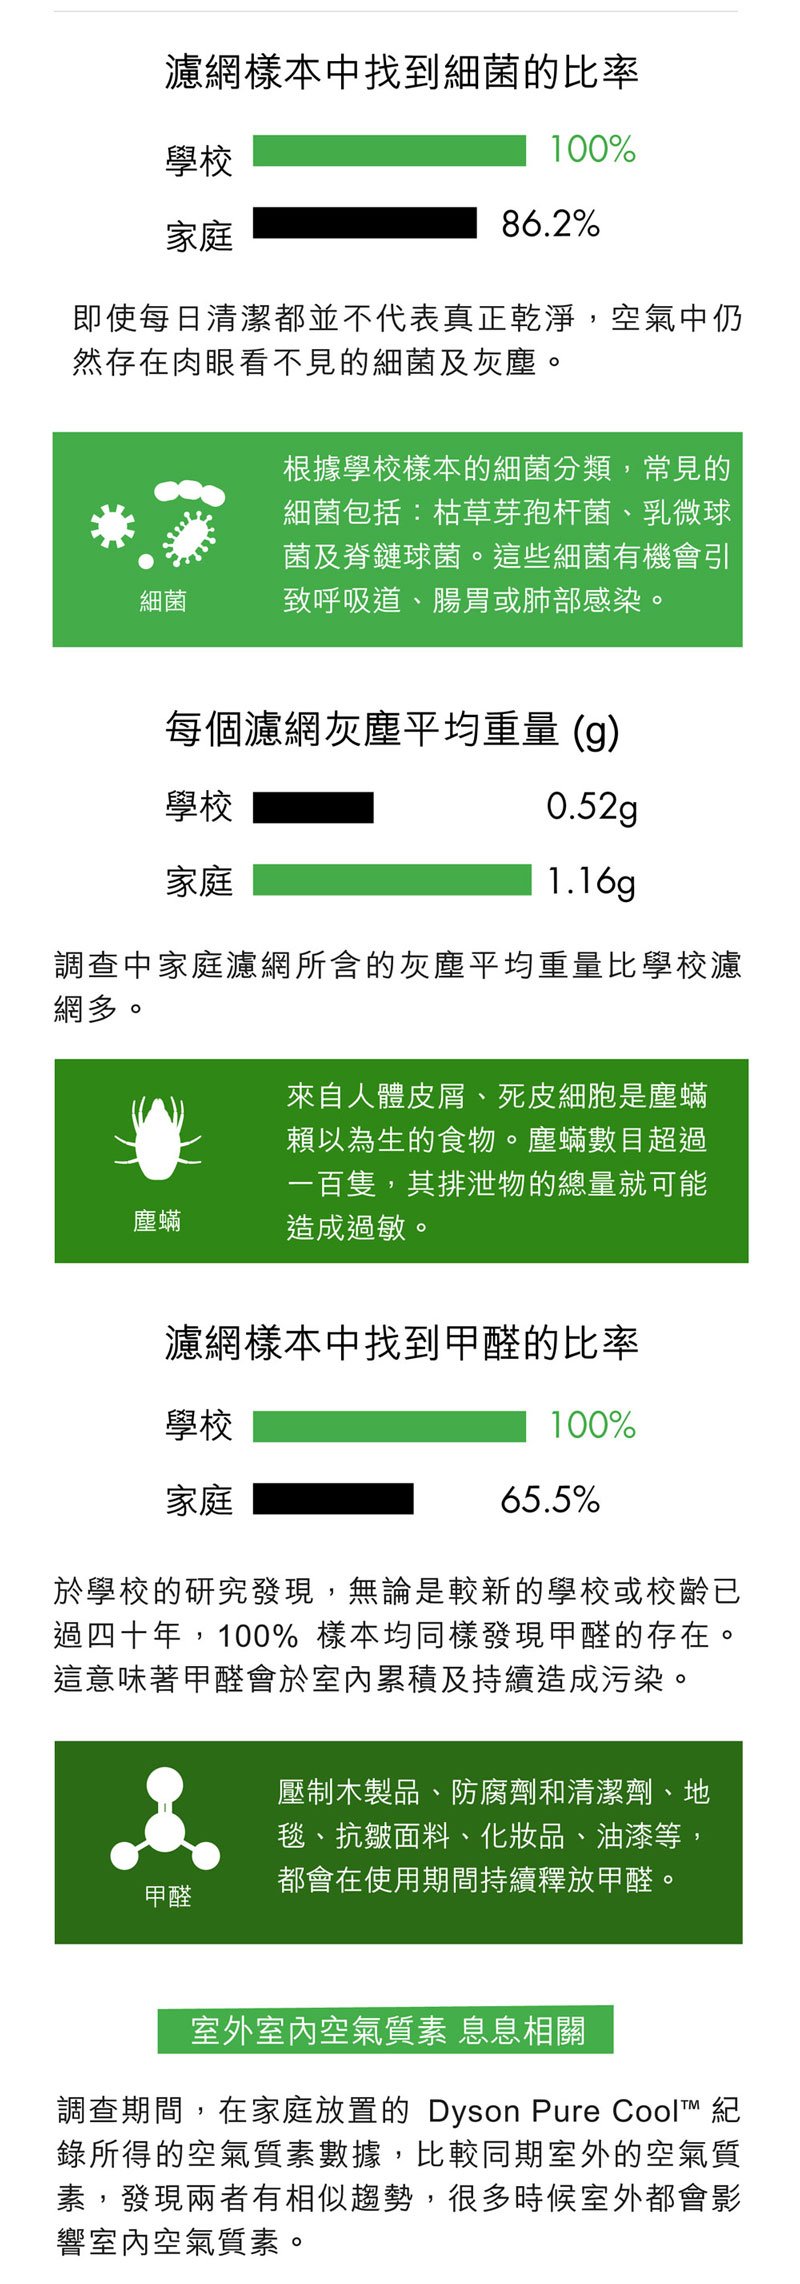 濾網樣本中找到細菌的比率
學校 100%
家庭 86.2%
即使每日清潔都並不代表真正乾淨，空氣中仍
然存在肉眼看不見的細菌及灰塵。
根據學校樣本的細菌分類，常見的
細菌包括：枯草芽孢杆菌、乳微球
菌及脊鏈球菌。這些細菌有機會引
致呼吸道、腸胃或肺部感染。
細菌
每個濾網灰塵平均重量 (g)
學校 0.52g
家庭 1.16g
調查中家庭濾網所含的灰塵平均重量比學校濾
網多。
來自人體皮屑、死皮細胞是塵蟎
賴以為生的食物。塵蟎數目超過
一百隻，其排泄物的總量就可能
造成過敏。
塵蟎
濾網樣本中找到甲醛的比率
學校 100%
家庭 65.5%
於學校的研究發現，無論是較新的學校或校齡已
過四十年，100% 樣本均同樣發現甲醛的存在。
這意味著甲醛會於室內累積及持續造成污染。
壓制木製品、防腐劑和清潔劑、地
毯、抗皺面料、化妝品、油漆等，
都會在使用期間持續釋放甲醛。
甲醛
室外室內空氣質素 息息相關
調查期間，在家庭放置的 Dyson Pure Cool™ 紀
錄所得的空氣質素數據，比較同期室外的空氣質
素，發現兩者有相似趨勢，很多時候室外都會影
響室內空氣質素。